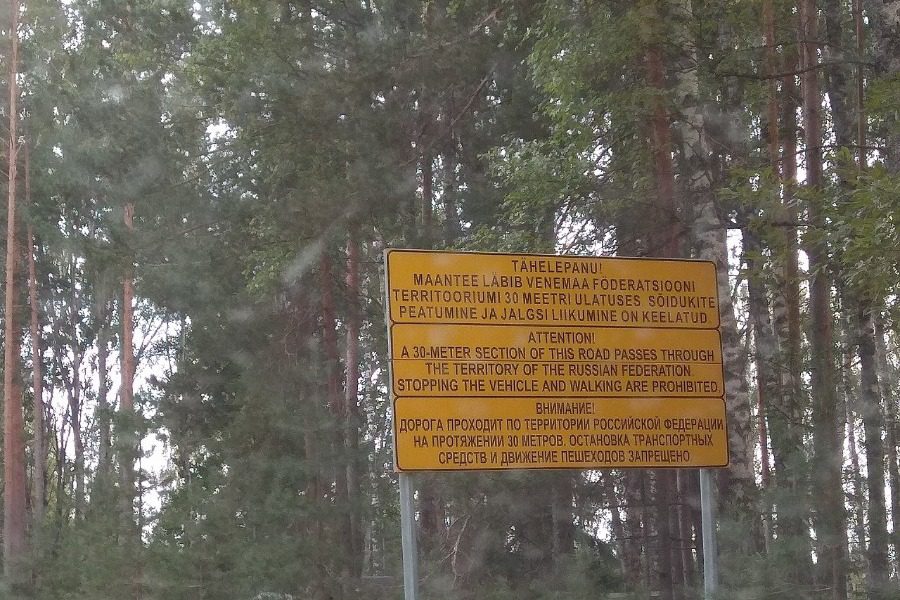 TÄHELEPANU!
MAANTEE LÄBIB VENEMAA FÖDERATSIOONI
TERRITOORIUMI 30 MEETRI ULATUSES. SÕIDUKITE
PEATUMINE JA JALGSI LIIKUMINE ON KEELATUD.
ATTENTION!
A 30-METER SECTION OF THIS ROAD PASSES THROUGH
THE TERRITORY OF THE RUSSIAN FEDERATION.
STOPPING THE VEHICLE AND WALKING ARE PROHIBITED.
ВНИМАНИЕ!
ДОРОГА ПРОХОДИТ ПО ТЕРРИТОРИИ РОССИЙСКОЙ ФЕДЕРАЦИИ
НА ПРОТЯЖЕНИИ 30 МЕТРОВ. ОСТАНОВКА ТРАНСПОРТНЫХ
СРЕДСТВ И ДВИЖЕНИЕ ПЕШЕХОДОВ ЗАПРЕЩЕНО.